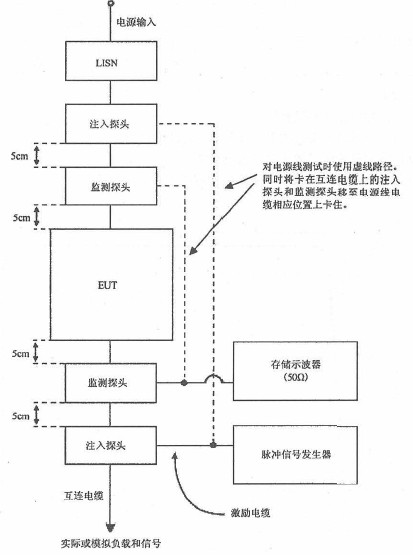 电源输入
LISN
注入探头
5cm
监测探头
5cm
对电源线测试时使用虚线路径。
同时将卡在互连电缆上的注入
探头和监测探头移至电源线电
缆相应位置上卡住。
EUT
5cm
监测探头
存储示波器
(50Ω)
5cm
注入探头
脉冲信号发生器
互连电缆
激励电缆
实际或模拟负载和信号